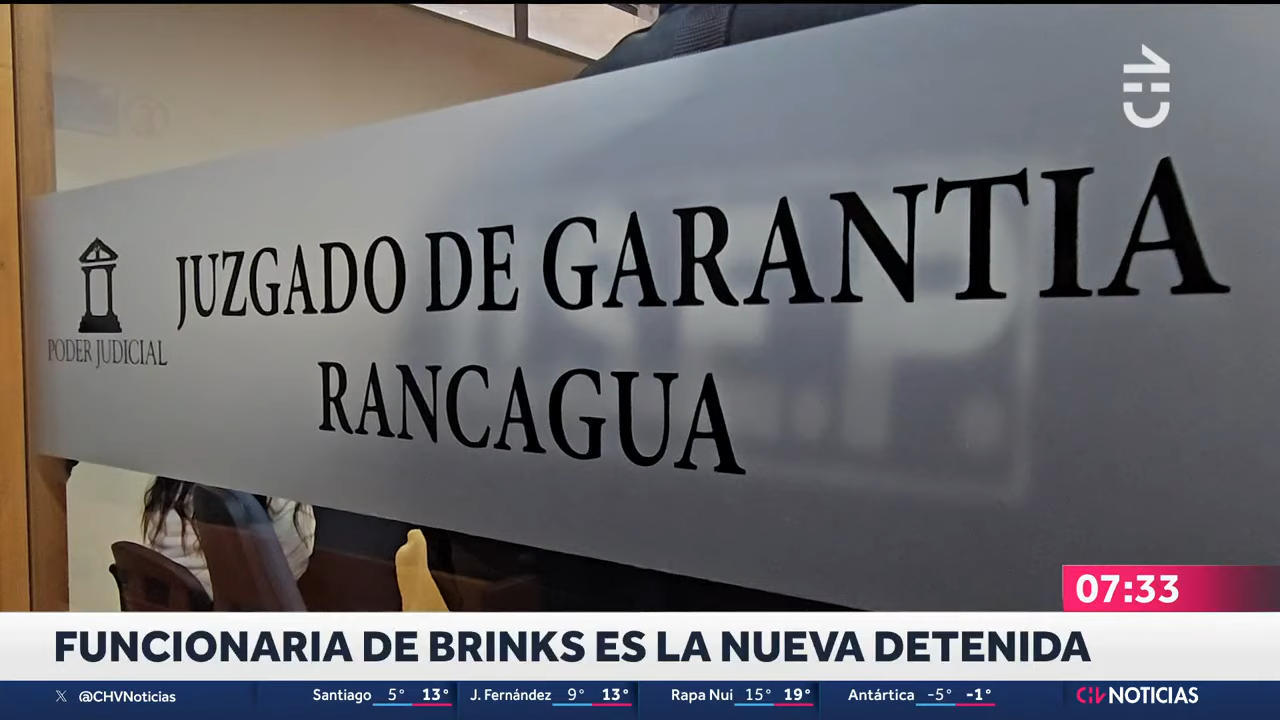 CHV
JUZGADO DE GARANTIA
PODER JUDICIAL
RANCAGUA
07:33
FUNCIONARIA DE BRINKS ES LA NUEVA DETENIDA
X @CHVNoticias Santiago 5° 13° J. Fernández 9° 13° Rapa Nui 15° 19° Antártica -5° -1° CHV NOTICIAS